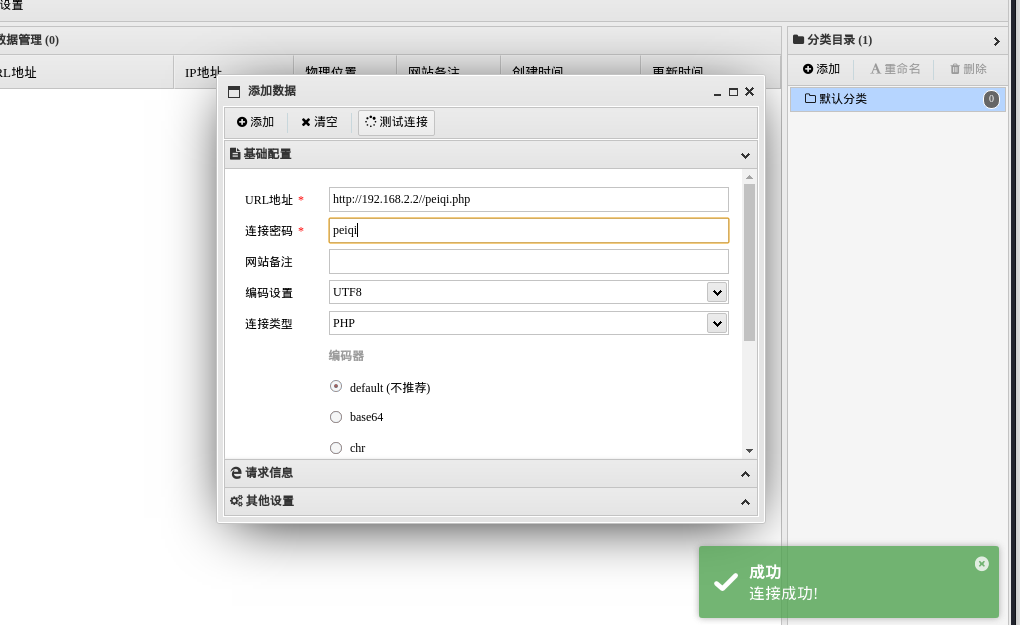 设置
数据管理 (0)
RL地址 IP地址 物理位置 网站备注 创建时间 更新时间
分类目录 (1)
添加 重命名 删除
默认分类 0
添加数据
添加 清空 测试连接
基础配置
URL地址 * http://192.168.2.2//peiqi.php
连接密码 * peiqi
网站备注
编码设置 UTF8
连接类型 PHP
编码器
default (不推荐)
base64
chr
请求信息
其他设置
成功
连接成功!